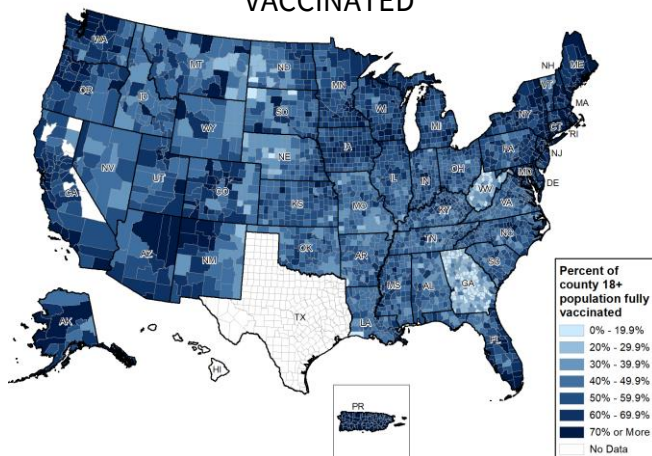 VACCINATED
WA
MT
ND
MN
ME
NH
VT
OR
ID
SD
WI
MI
NY
MA
CT
RI
WY
IA
NE
PA
NJ
NV
UT
CO
IL
IN
OH
MD
DE
WV
VA
CA
KS
MO
KY
NC
AZ
NM
OK
AR
TN
SC
MS
AL
GA
TX
LA
FL
AK
HI
PR
Percent of
county 18+
population fully
vaccinated
0% - 19.9%
20% - 29.9%
30% - 39.9%
40% - 49.9%
50% - 59.9%
60% - 69.9%
70% or More
No Data